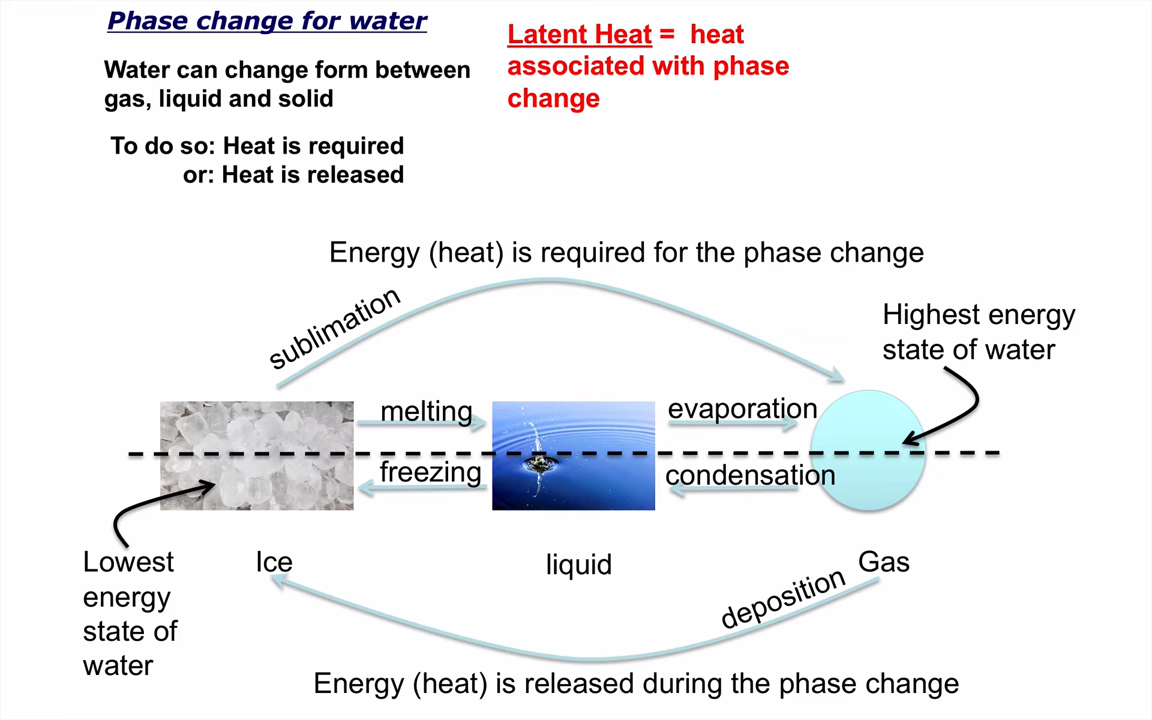 Phase change for water
Water can change form between
gas, liquid and solid
To do so: Heat is required
or: Heat is released
Latent Heat = heat
associated with phase
change
Energy (heat) is required for the phase change
sublimation
Highest energy
state of water
melting
evaporation
freezing
condensation
Lowest
energy
state of
water
Ice
liquid
Gas
deposition
Energy (heat) is released during the phase change